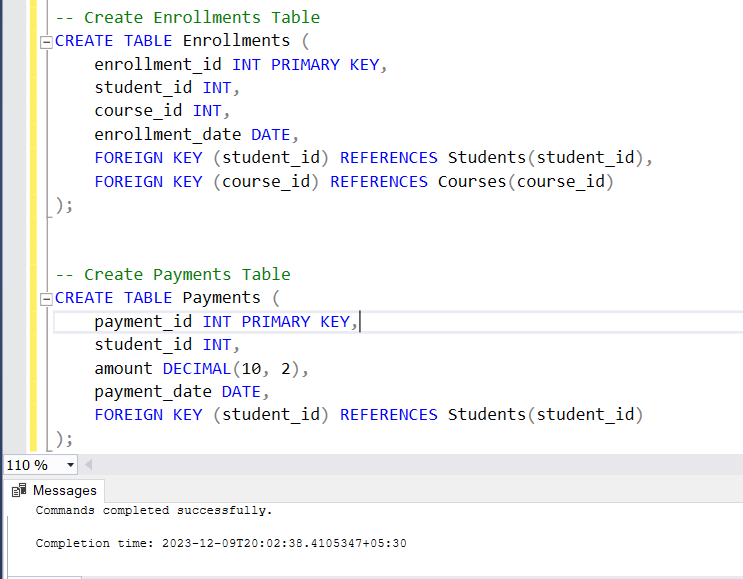 -- Create Enrollments Table
CREATE TABLE Enrollments (
enrollment_id INT PRIMARY KEY,
student_id INT,
course_id INT,
enrollment_date DATE,
FOREIGN KEY (student_id) REFERENCES Students(student_id),
FOREIGN KEY (course_id) REFERENCES Courses(course_id)
);
-- Create Payments Table
CREATE TABLE Payments (
payment_id INT PRIMARY KEY,
student_id INT,
amount DECIMAL(10, 2),
payment_date DATE,
FOREIGN KEY (student_id) REFERENCES Students(student_id)
);
110 %
Messages
Commands completed successfully.
Completion time: 2023-12-09T20:02:38.4105347+05:30